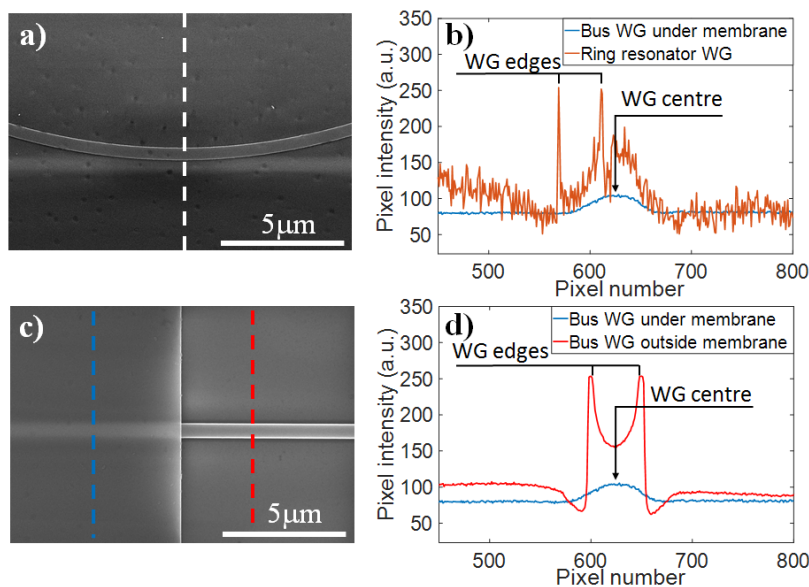 a)
5μm
b)
350
300
250
200
150
100
50
Pixel intensity (a.u.)
Bus WG under membrane
Ring resonator WG
WG edges
WG centre
500 600 700 800
Pixel number
c)
5μm
d)
350
300
250
200
150
100
50
Pixel intensity (a.u.)
Bus WG under membrane
Bus WG outside membrane
WG edges
WG centre
500 600 700 800
Pixel number